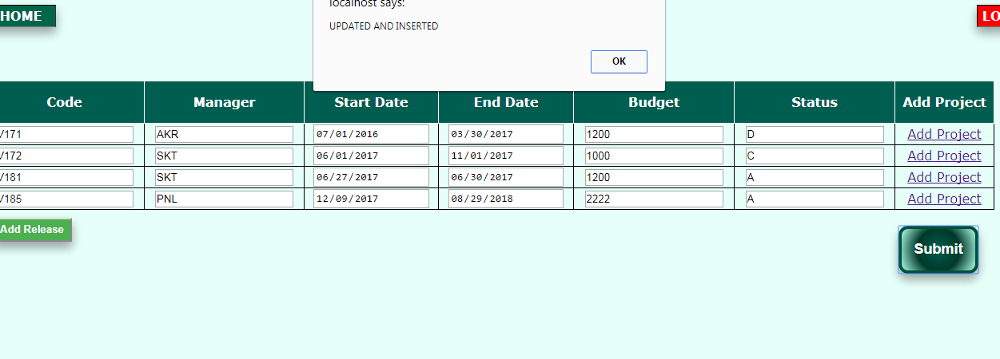 localhost says:
HOME
LO
UPDATED AND INSERTED
OK
Code Manager Start Date End Date Budget Status Add Project
/171 AKR 07/01/2016 03/30/2017 1200 D Add Project
/172 SKT 06/01/2017 11/01/2017 1000 C Add Project
/181 SKT 06/27/2017 06/30/2017 1200 A Add Project
/185 PNL 12/09/2017 08/29/2018 2222 A Add Project
Add Release
Submit